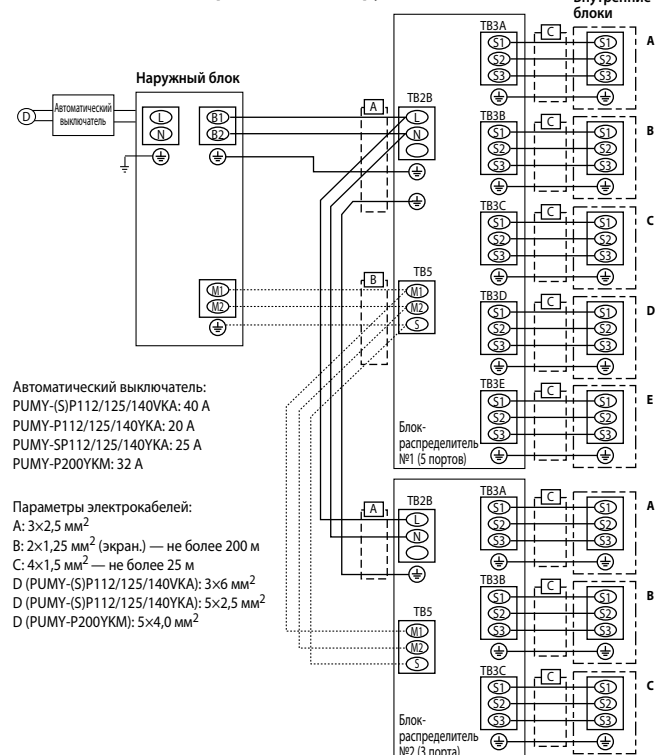 Внутренние
блоки
Наружный блок
D
Автоматический
выключатель
L
N
B1
B2
M1
M2
A
B
A
Блок-
распределитель
№1 (5 портов)
TB2B
L
N
TB5
M1
M2
S
TB3A
S1
S2
S3
C
S1
S2
S3
A
TB3B
S1
S2
S3
C
S1
S2
S3
B
TB3C
S1
S2
S3
C
S1
S2
S3
C
TB3D
S1
S2
S3
C
S1
S2
S3
D
TB3E
S1
S2
S3
C
S1
S2
S3
E
Автоматический выключатель:
PUMY-(S)P112/125/140VKA: 40 А
PUMY-P112/125/140YKA: 20 А
PUMY-SP112/125/140YKA: 25 А
PUMY-P200YKM: 32 А
Параметры электрокабелей:
A: 3×2,5 мм²
B: 2×1,25 мм² (экран.) — не более 200 м
C: 4×1,5 мм² — не более 25 м
D (PUMY-(S)P112/125/140VKA): 3×6 мм²
D (PUMY-(S)P112/125/140YKA): 5×2,5 мм²
D (PUMY-P200YKM): 5×4,0 мм²
TB2B
L
N
TB5
M1
M2
S
Блок-
распределитель
№2 (3 порта)
TB3A
S1
S2
S3
C
S1
S2
S3
A
TB3B
S1
S2
S3
C
S1
S2
S3
B
TB3C
S1
S2
S3
C
S1
S2
S3
C